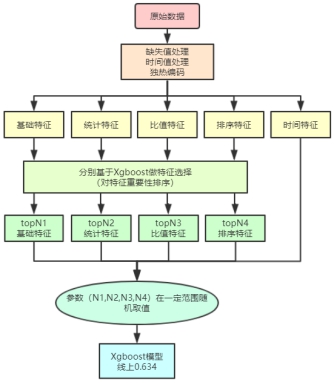 原始数据
缺失值处理
时间值处理
独热编码
基础特征
统计特征
比值特征
排序特征
时间特征
分别基于Xgboost做特征选择
（对特征重要性排序）
topN1
基础特征
topN2
统计特征
topN3
比值特征
topN4
排序特征
参数（N1,N2,N3,N4）在一定范围随
机取值
Xgboost模型
线上0.634